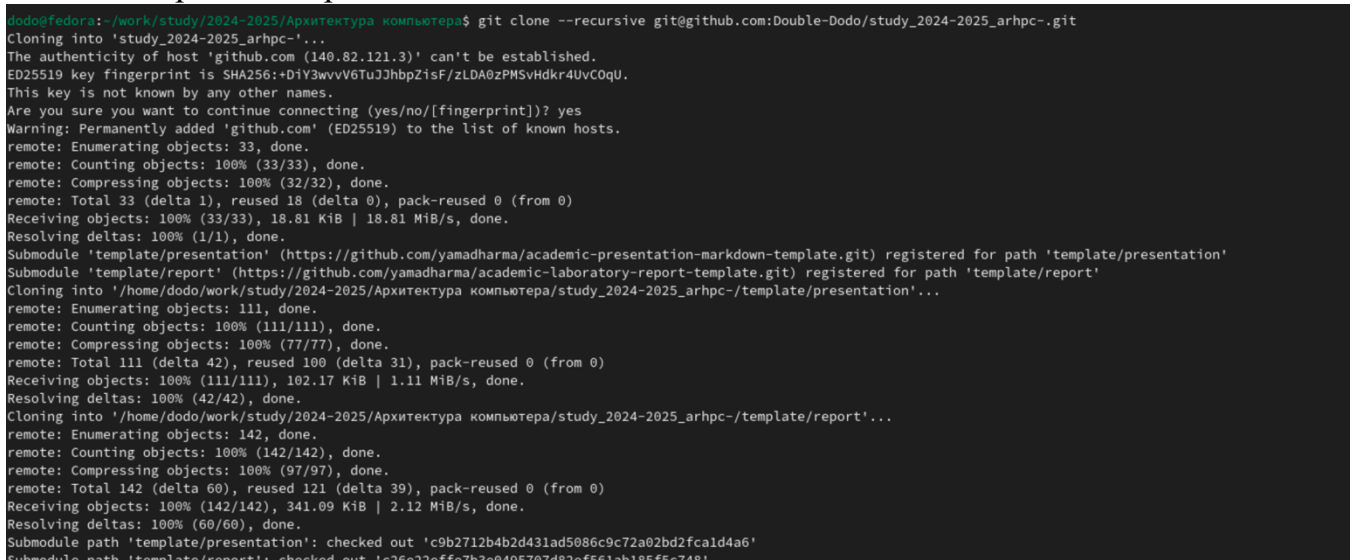 dodo@fedora:~/work/study/2024-2025/Архитектура компьютера$ git clone --recursive git@github.com:Double-Dodo/study_2024-2025_arhpc-.git
Cloning into 'study_2024-2025_arhpc-'...
The authenticity of host 'github.com (140.82.121.3)' can't be established.
ED25519 key fingerprint is SHA256:+DiY3wvvV6TuJJhbpZisF/zLDA0zPMSvHdkr4UvCOqU.
This key is not known by any other names.
Are you sure you want to continue connecting (yes/no/[fingerprint])? yes
Warning: Permanently added 'github.com' (ED25519) to the list of known hosts.
remote: Enumerating objects: 33, done.
remote: Counting objects: 100% (33/33), done.
remote: Compressing objects: 100% (32/32), done.
remote: Total 33 (delta 1), reused 18 (delta 0), pack-reused 0 (from 0)
Receiving objects: 100% (33/33), 18.81 KiB | 18.81 MiB/s, done.
Resolving deltas: 100% (1/1), done.
Submodule 'template/presentation' (https://github.com/yamadharma/academic-presentation-markdown-template.git) registered for path 'template/presentation'
Submodule 'template/report' (https://github.com/yamadharma/academic-laboratory-report-template.git) registered for path 'template/report'
Cloning into '/home/dodo/work/study/2024-2025/Архитектура компьютера/study_2024-2025_arhpc-/template/presentation'...
remote: Enumerating objects: 111, done.
remote: Counting objects: 100% (111/111), done.
remote: Compressing objects: 100% (77/77), done.
remote: Total 111 (delta 42), reused 100 (delta 31), pack-reused 0 (from 0)
Receiving objects: 100% (111/111), 102.17 KiB | 1.11 MiB/s, done.
Resolving deltas: 100% (42/42), done.
Cloning into '/home/dodo/work/study/2024-2025/Архитектура компьютера/study_2024-2025_arhpc-/template/report'...
remote: Enumerating objects: 142, done.
remote: Counting objects: 100% (142/142), done.
remote: Compressing objects: 100% (97/97), done.
remote: Total 142 (delta 60), reused 121 (delta 39), pack-reused 0 (from 0)
Receiving objects: 100% (142/142), 341.09 KiB | 2.12 MiB/s, done.
Resolving deltas: 100% (60/60), done.
Submodule path 'template/presentation': checked out 'c9b2712b4b2d431ad5086c9c72a02bd2fca1d4a6'
Submodule path 'template/report': checked out